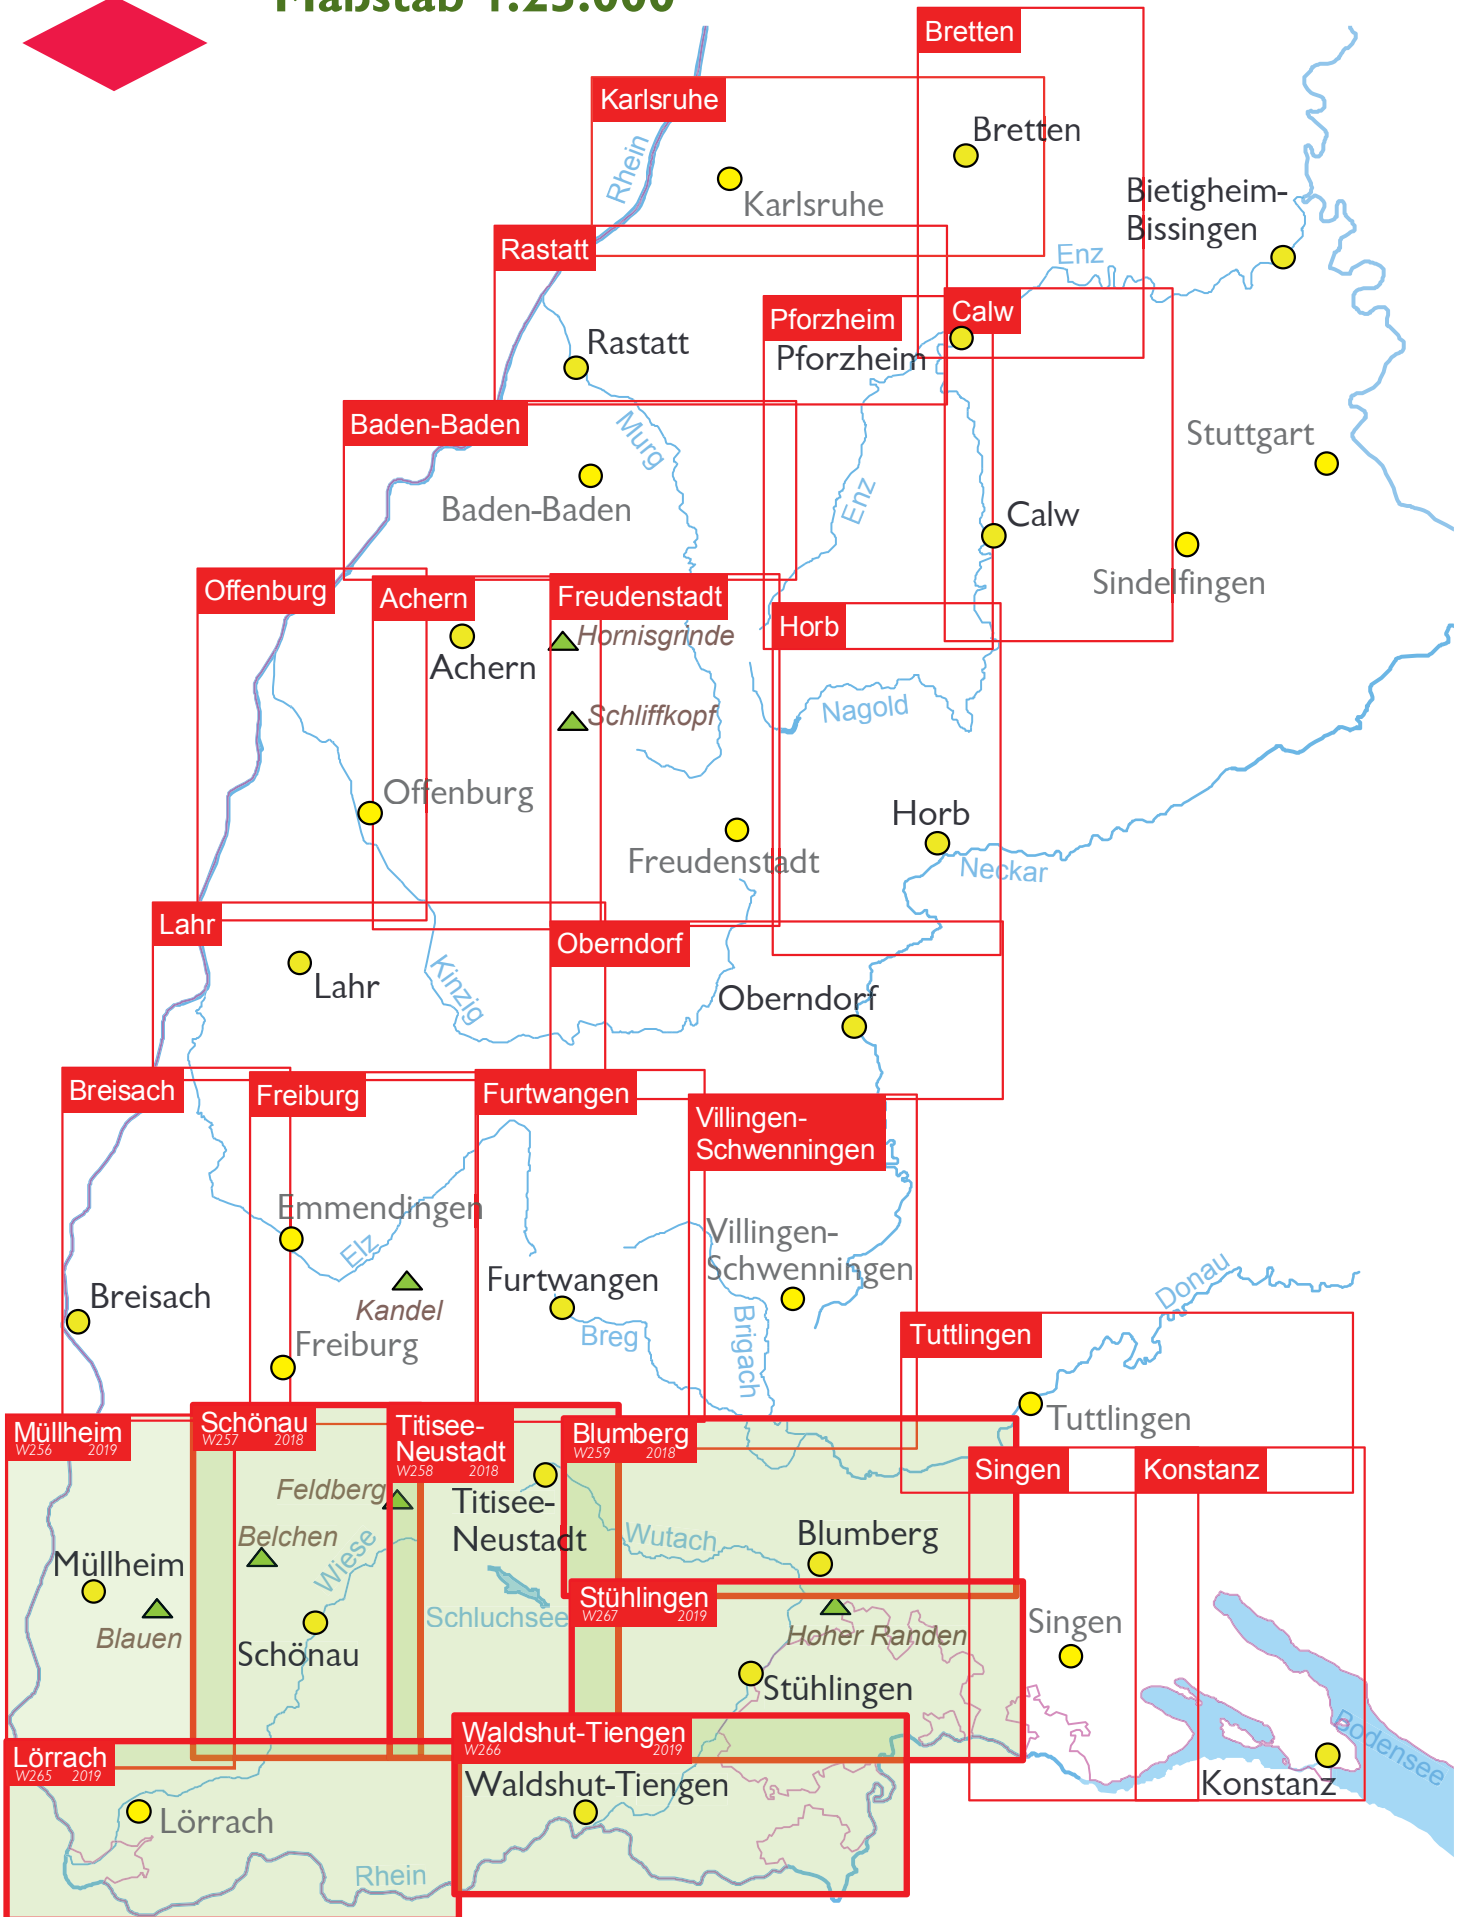 Maßstab 1:25.000
Bretten
Karlsruhe
Bretten
Rhein
Karlsruhe
Bietigheim-
Bissingen
Rastatt
Enz
Pforzheim
Calw
Rastatt
Pforzheim
Baden-Baden
Murg
Stuttgart
Baden-Baden
Enz
Calw
Sindelfingen
Offenburg
Achern
Freudenstadt
Horb
Hornisgrinde
Achern
Schliffkopf
Nagold
Offenburg
Horb
Freudenstadt
Neckar
Lahr
Oberndorf
Lahr
Kinzig
Oberndorf
Breisach
Freiburg
Furtwangen
Villingen-
Schwenningen
Emmendingen
Elz
Villingen-
Schwenningen
Donau
Breisach
Kandel
Furtwangen
Breg
Brigach
Freiburg
Tuttlingen
Tuttlingen
Müllheim
W256 2019
Schönau
W257 2018
Titisee-
Neustadt
W258 2018
Blumberg
W259 2018
Singen
Konstanz
Feldberg
Titisee-
Neustadt
Belchen
Wiese
Wutach
Blumberg
Müllheim
Schluchsee
Stühlingen
W267 2019
Blauen
Hoher Randen
Singen
Schönau
Stühlingen
Waldshut-Tiengen
W266 2019
Bodensee
Lörrach
W265 2019
Waldshut-Tiengen
Konstanz
Lörrach
Rhein